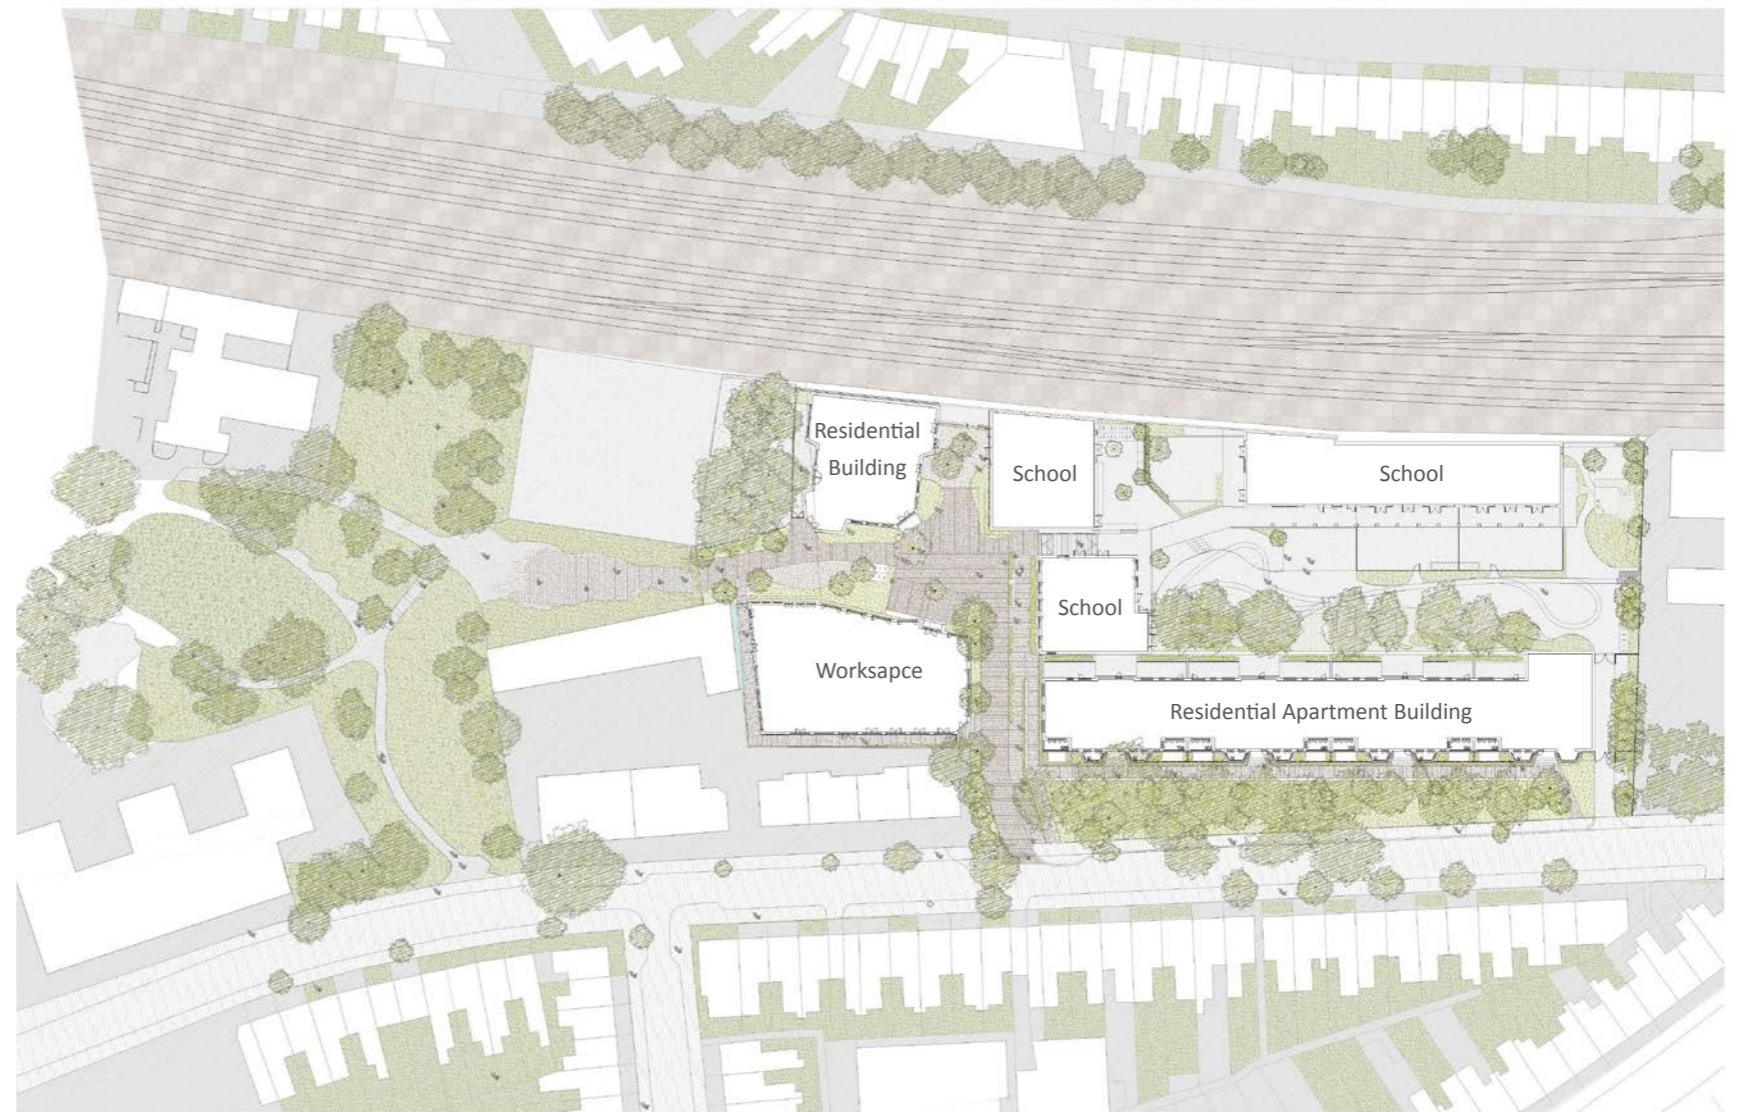 Residential
Building
School
School
School
Worksapce
Residential Apartment Building